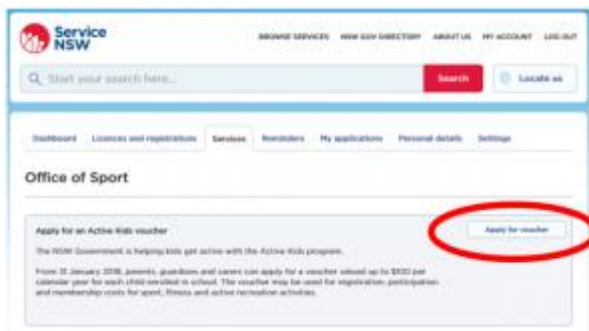 Service
NSW
BROWSE SERVICES NSW GOV DIRECTORY ABOUT US MY ACCOUNT LOG OUT
Start your search here...
Search
Locate us
Dashboard Licences and registrations Services Reminders My applications Personal details Settings
Office of Sport
Apply for an Active Kids voucher
Apply for voucher
The NSW Government is helping kids get active with the Active Kids program.
From 31 January 2018, parents, guardians and carers can apply for a voucher valued up to $100 per
calendar year for each child enrolled in school. The voucher may be used for registration, participation
and membership costs for sport, fitness and active recreation activities.